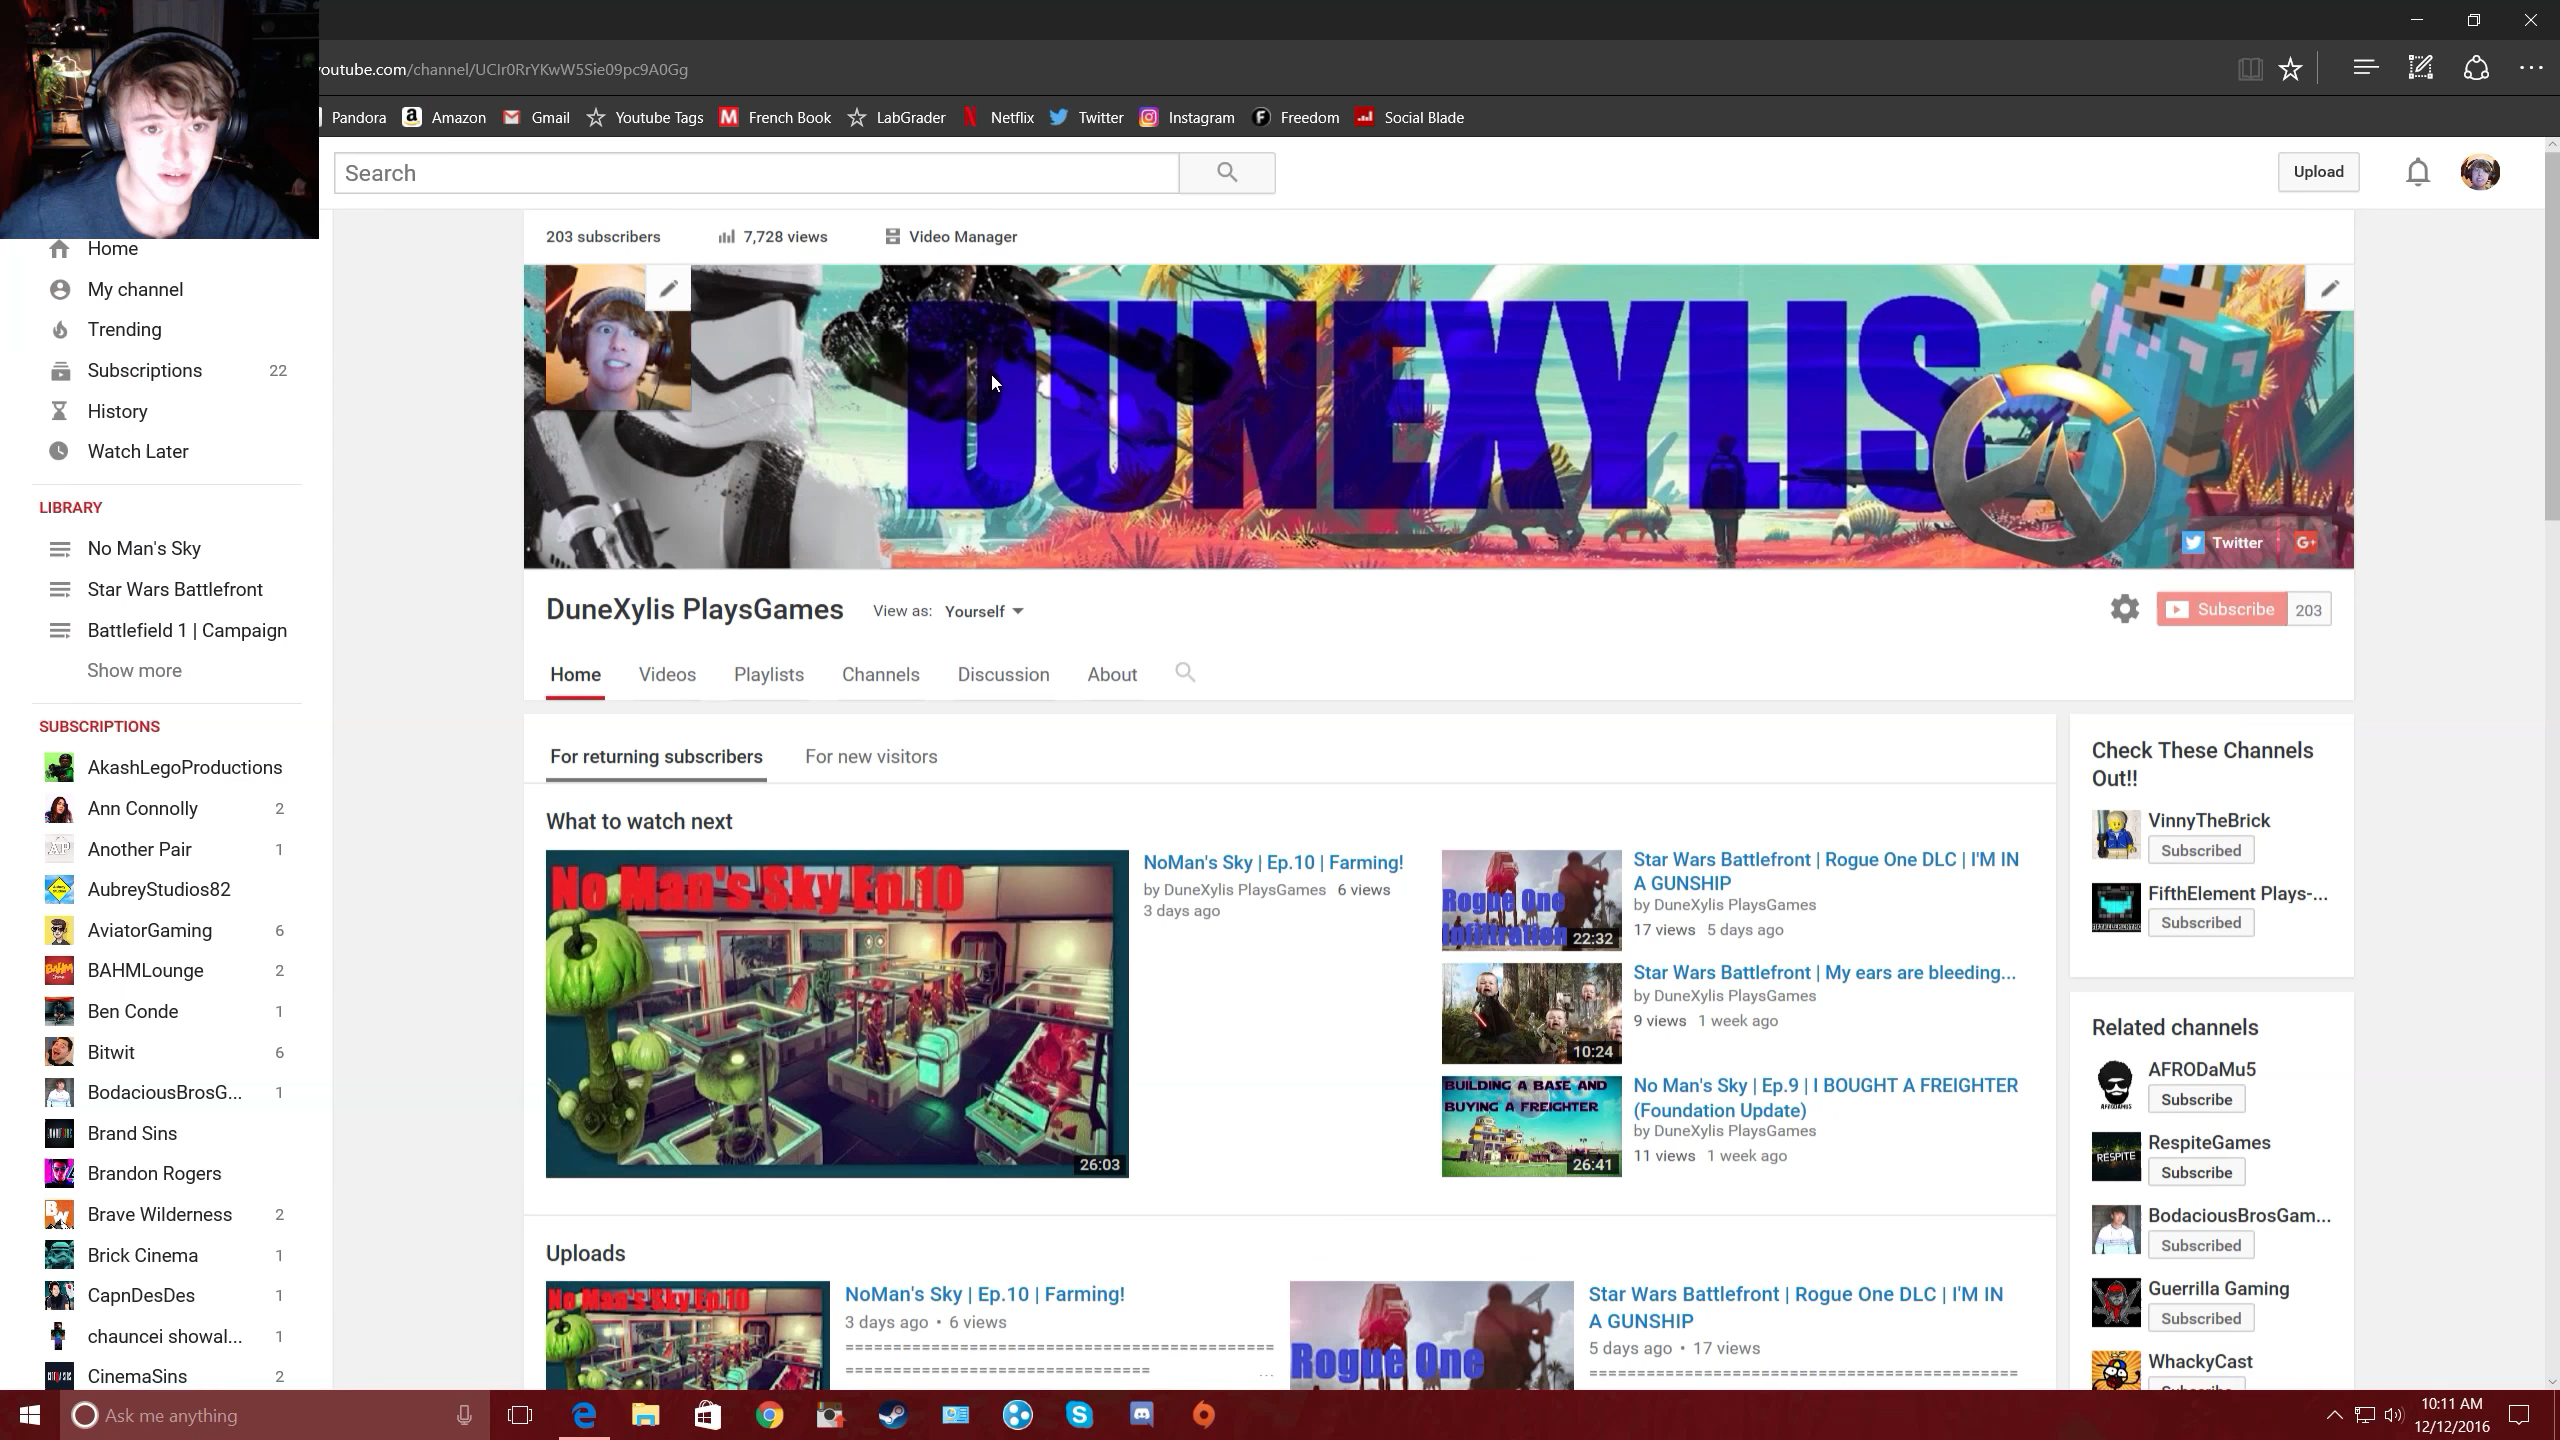 youtube.com/channel/UCIr0RrYKwW5Sie09pc9A0Gg
Pandora Amazon Gmail Youtube Tags French Book LabGrader Netflix Twitter Instagram Freedom Social Blade
Search
Upload
203 subscribers 7,728 views Video Manager
DUNEXYLIS
Twitter G+
DuneXylis PlaysGames View as: Yourself
Subscribe 203
Home Videos Playlists Channels Discussion About
Home
My channel
Trending
Subscriptions 22
History
Watch Later
LIBRARY
No Man's Sky
Star Wars Battlefront
Battlefield 1 | Campaign
Show more
SUBSCRIPTIONS
AkashLegoProductions
Ann Connolly 2
AP
Another Pair 1
AubreyStudios82
AviatorGaming 6
BAHM
BAHMLounge 2
Ben Conde 1
Bitwit 6
BodaciousBrosG... 1
Brand Sins
Brandon Rogers
BW
Brave Wilderness 2
Brick Cinema 1
CapnDesDes 1
chauncei showal... 1
CinemaSins 2
For returning subscribers For new visitors
What to watch next
No Man's Sky Ep.10
26:03
NoMan's Sky | Ep.10 | Farming!
by DuneXylis PlaysGames 6 views
3 days ago
Rogue One
Infiltration 22:32
Star Wars Battlefront | Rogue One DLC | I'M IN
A GUNSHIP
by DuneXylis PlaysGames
17 views 5 days ago
10:24
Star Wars Battlefront | My ears are bleeding...
by DuneXylis PlaysGames
9 views 1 week ago
BUILDING A BASE AND
BUYING A FREIGHTER
26:41
No Man's Sky | Ep.9 | I BOUGHT A FREIGHTER
(Foundation Update)
by DuneXylis PlaysGames
11 views 1 week ago
Uploads
No Man's Sky Ep.10
NoMan's Sky | Ep.10 | Farming!
3 days ago • 6 views
============================================
=============================== ...
Rogue One
Star Wars Battlefront | Rogue One DLC | I'M IN
A GUNSHIP
5 days ago • 17 views
============================================
Check These Channels
Out!!
VinnyTheBrick
Subscribed
FifthElement Plays-...
Subscribed
Related channels
AFRODaMu5
Subscribe
RESPITE
RespiteGames
Subscribe
BodaciousBrosGam...
Subscribed
Guerrilla Gaming
Subscribed
WhackyCast
Ask me anything
10:11 AM
12/12/2016